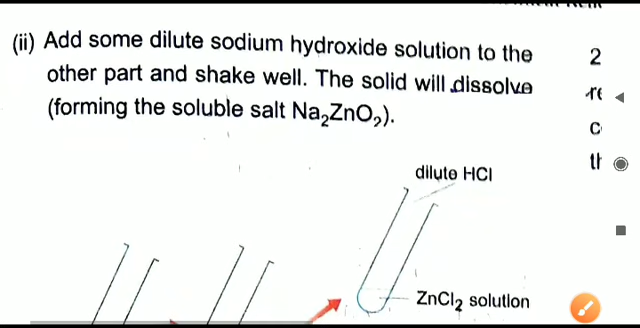 (ii) Add some dilute sodium hydroxide solution to the
other part and shake well. The solid will dissolve
(forming the soluble salt Na₂ZnO₂).
2
dilute HCl
ZnCl₂ solution